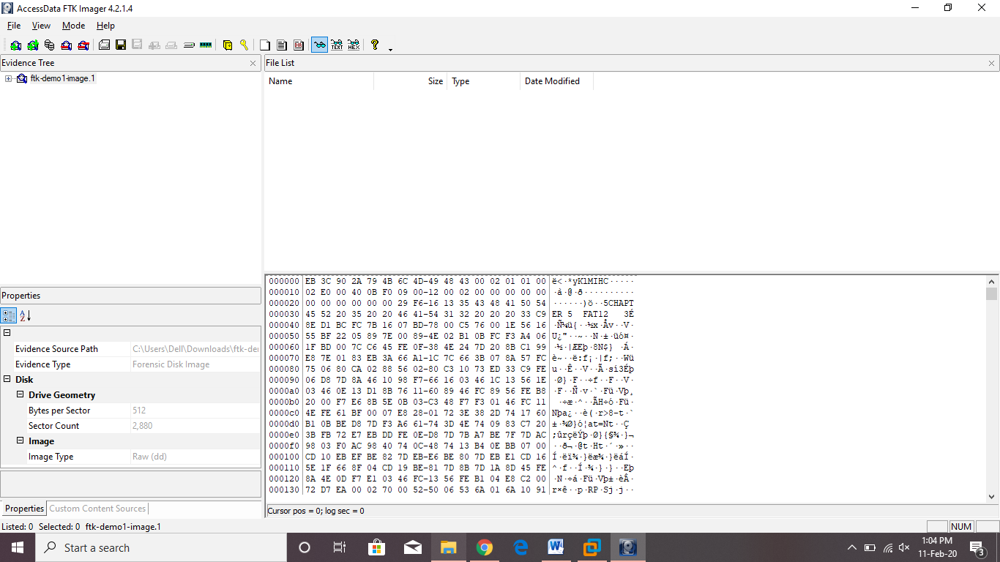 AccessData FTK Imager 4.2.1.4
File View Mode Help
Evidence Tree
ftk-demo1-image.1
File List
Name Size Type Date Modified
Properties
Evidence Source Path C:\Users\Dell\Downloads\ftk-de
Evidence Type Forensic Disk Image
Disk
Drive Geometry
Bytes per Sector 512
Sector Count 2,880
Image
Image Type Raw (dd)
Properties Custom Content Sources
000000 EB 3C 90 2A 79 4B 6C 4D-49 48 43 00 02 01 01 00 ë<·*yKlMIHC·····
000010 02 E0 00 40 0B F0 09 00-12 00 02 00 00 00 00 00 ·à·@·ð··········
000020 00 00 00 00 00 00 29 F6-16 13 35 43 48 41 50 54 ······)ö··5CHAPT
000030 45 52 20 35 20 20 46 41-54 31 32 20 20 20 33 C9 ER 5  FAT12   3É
000040 8E D1 BC FC 7B 16 07 BD-78 00 C5 76 00 1E 56 16 ·Ñ¼ü{··½x·Åv··V·
000050 55 BF 22 05 89 7E 00 89-4E 02 B1 0B FC F3 A4 06 U¿"··~··N·±·üó¤·
000060 1F BD 00 7C C6 45 FE 0F-38 4E 24 7D 20 8B C1 99 ·½·|ÆEþ·8N$} ·Á·
000070 E8 7E 01 83 EB 3A 66 A1-1C 7C 66 3B 07 8A 57 FC è~··ë:f¡·|f;··Wü
000080 75 06 80 CA 02 88 56 02-80 C3 10 73 ED 33 C9 FE u··Ê··V··Ã·sí3Éþ
000090 06 D8 7D 8A 46 10 98 F7-66 16 03 46 1C 13 56 1E ·Ø}·F··÷f··F··V·
0000a0 03 46 0E 13 D1 8B 76 11-60 89 46 FC 89 56 FE B8 ·F··Ñ·v·`·Fü·Vþ¸
0000b0 20 00 F7 E6 8B 5E 0B 03-C3 48 F7 F3 01 46 FC 11 ·÷æ·^··ÃH÷ó·Fü·
0000c0 4E FE 61 BF 00 07 E8 28-01 72 3E 38 2D 74 17 60 Nþa¿··è(·r>8-t·`
0000d0 B1 0B BE D8 7D F3 A6 61-74 3D 4E 74 09 83 C7 20 ±·¾Ø}ó¦at=Nt··Ç
0000e0 3B FB 72 E7 EB DD FE 0E-D8 7D 7B A7 BE 7F 7D AC ;ûrçëÝþ·Ø}{§¾·}¬
0000f0 98 03 F0 AC 98 40 74 0C-48 74 13 B4 0E BB 07 00 ··ð¬·@t·Ht·´·»··
000100 CD 10 EB EF BE 82 7D EB-E6 BE 80 7D EB E1 CD 16 Í·ëï¾·}ëæ¾·}ëáÍ·
000110 5E 1F 66 8F 04 CD 19 BE-81 7D 8B 7D 1A 8D 45 FE ^·f··Í·¾·}·}··Eþ
000120 8A 4E 0D F7 E1 03 46 FC-13 56 FE B1 04 E8 C2 00 ·N·÷á·Fü·Vþ±·èÂ·
000130 72 D7 EA 00 02 70 00 52-50 06 53 6A 01 6A 10 91 r×ê··p·RP·Sj·j··
Cursor pos = 0; log sec = 0
Listed: 0 Selected: 0 ftk-demo1-image.1
NUM
Start a search
1:04 PM
11-Feb-20
3